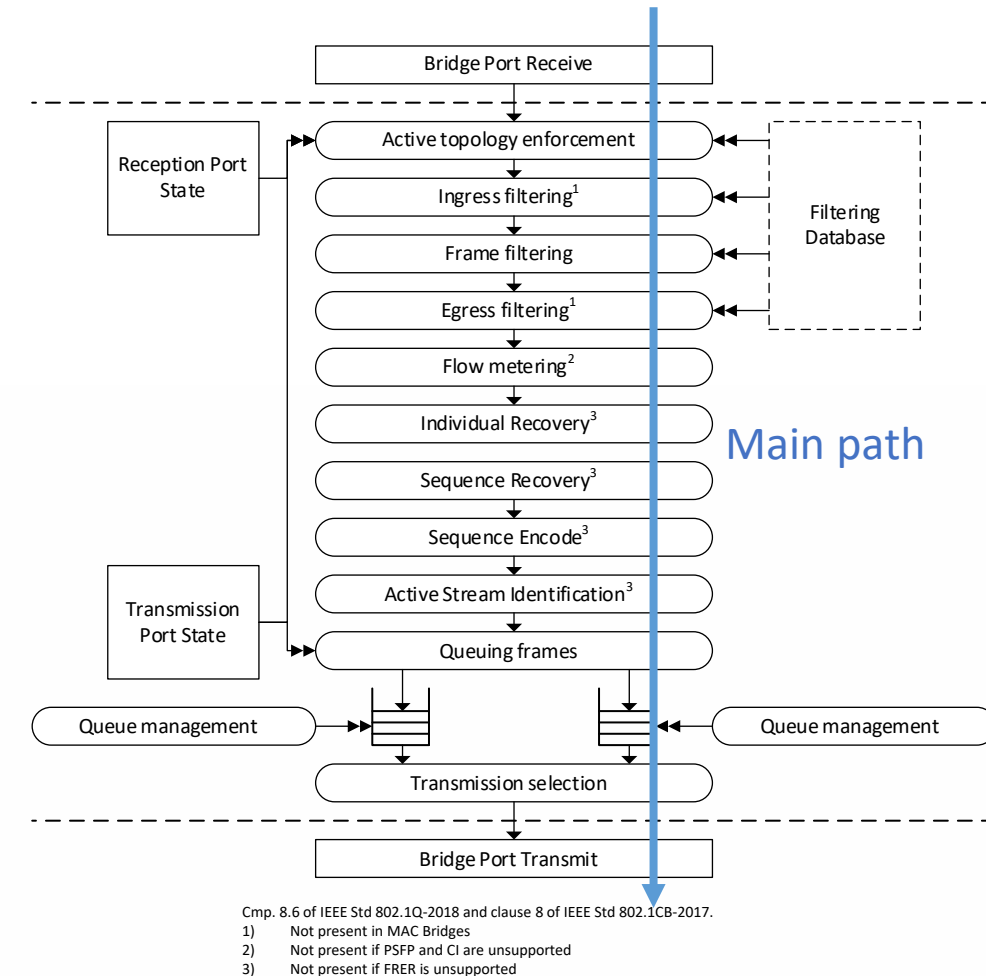 Bridge Port Receive
Active topology enforcement
Reception Port
State
Ingress filtering1
Filtering
Database
Frame filtering
Egress filtering1
Flow metering2
Individual Recovery3
Main path
Sequence Recovery3
Sequence Encode3
Active Stream Identification3
Transmission
Port State
Queuing frames
Queue management
Queue management
Transmission selection
Bridge Port Transmit
Cmp. 8.6 of IEEE Std 802.1Q-2018 and clause 8 of IEEE Std 802.1CB-2017.
1) Not present in MAC Bridges
2) Not present if PSFP and CI are unsupported
3) Not present if FRER is unsupported